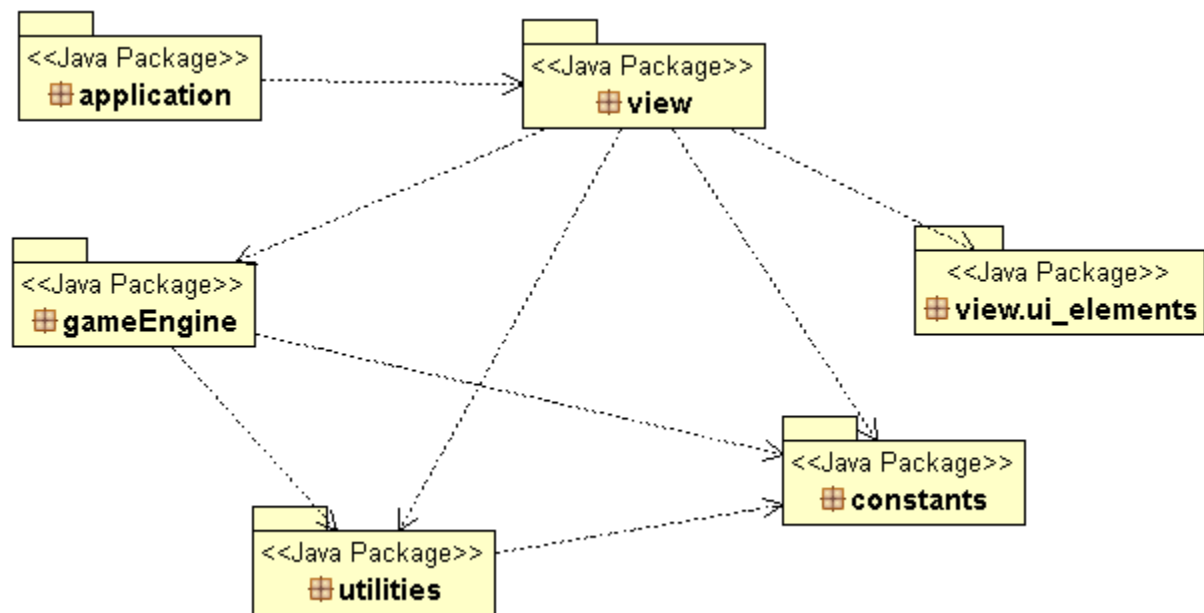 <<Java Package>>
application
<<Java Package>>
view
<<Java Package>>
gameEngine
<<Java Package>>
view.ui_elements
<<Java Package>>
constants
<<Java Package>>
utilities